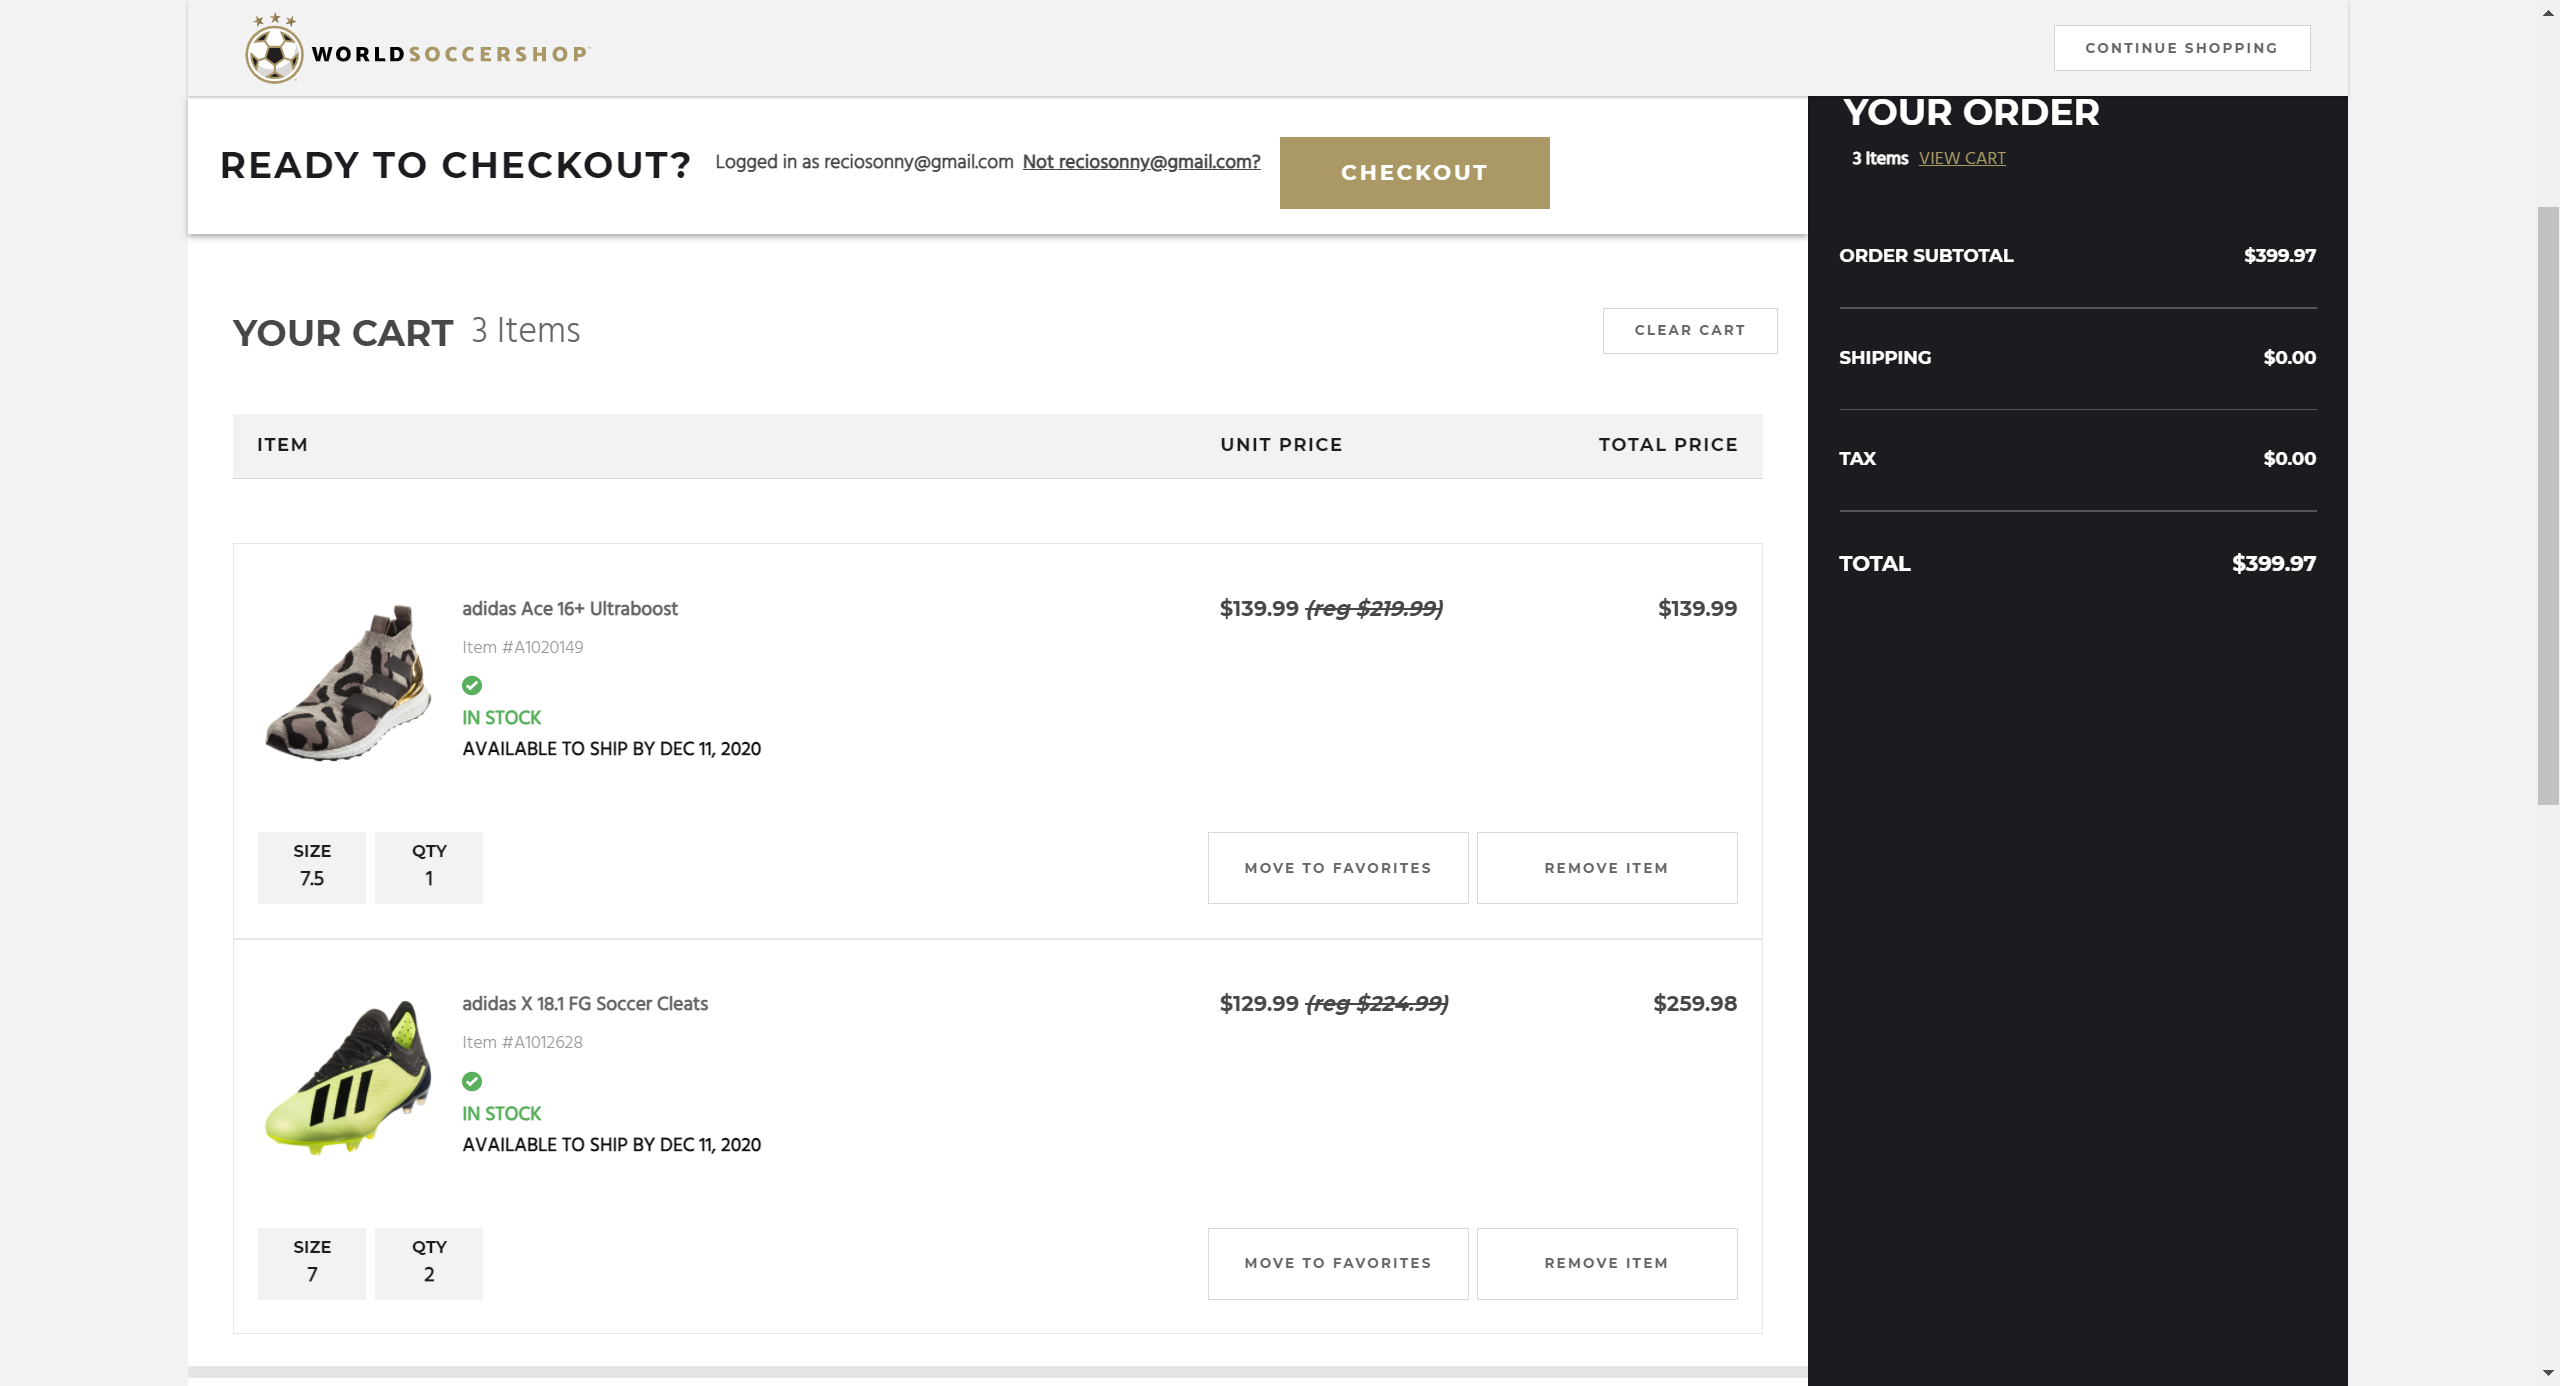 WORLDSOCCERSHOP
CONTINUE SHOPPING
READY TO CHECKOUT?
Logged in as reciosonny@gmail.com Not reciosonny@gmail.com?
CHECKOUT
YOUR CART 3 Items
CLEAR CART
ITEM UNIT PRICE TOTAL PRICE
adidas Ace 16+ Ultraboost
$139.99 (reg $219.99) $139.99
Item #A1020149
IN STOCK
AVAILABLE TO SHIP BY DEC 11, 2020
SIZE
7.5
QTY
1
MOVE TO FAVORITES
REMOVE ITEM
adidas X 18.1 FG Soccer Cleats
$129.99 (reg $224.99) $259.98
Item #A1012628
IN STOCK
AVAILABLE TO SHIP BY DEC 11, 2020
SIZE
7
QTY
2
MOVE TO FAVORITES
REMOVE ITEM
YOUR ORDER
3 Items VIEW CART
ORDER SUBTOTAL $399.97
SHIPPING $0.00
TAX $0.00
TOTAL $399.97